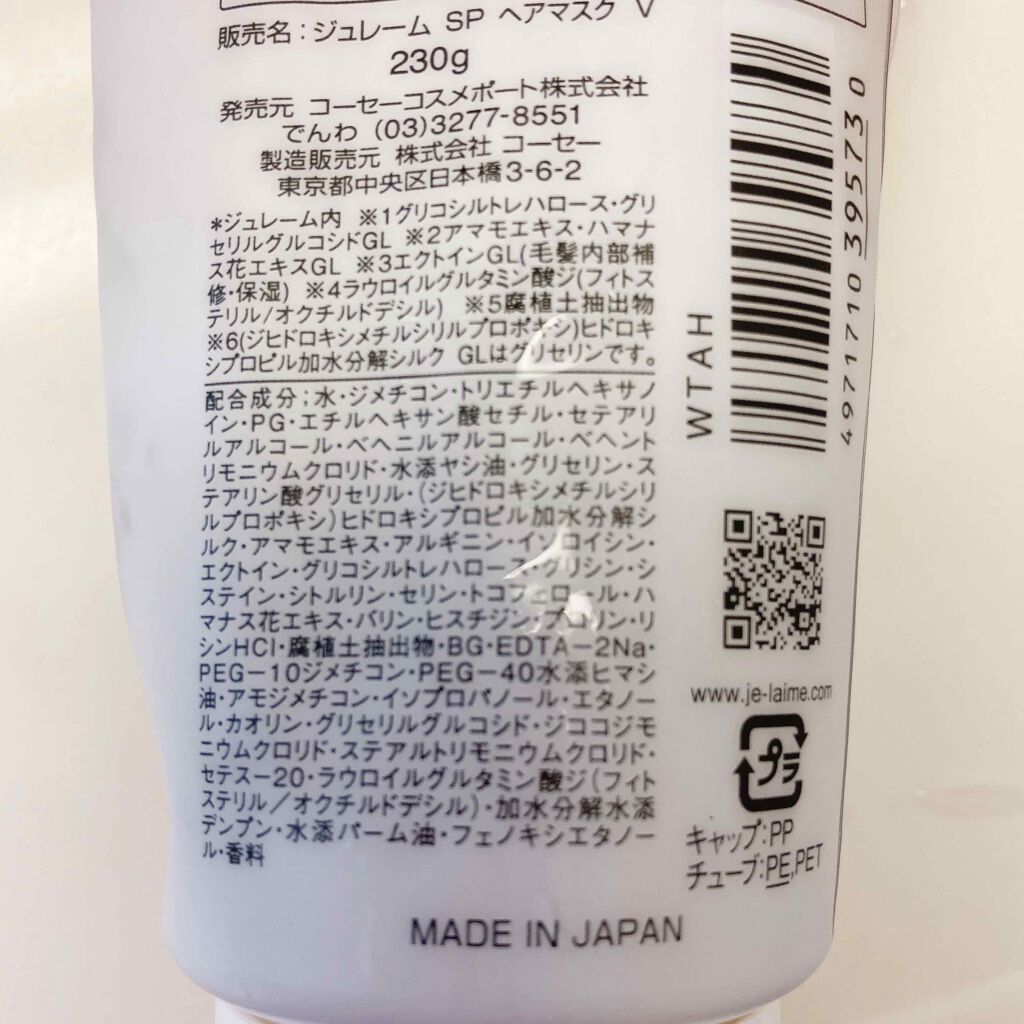 販売名：ジュレーム SP ヘアマスク V
230g
発売元 コーセーコスメポート株式会社
でんわ (03)3277-8551
製造販売元 株式会社 コーセー
東京都中央区日本橋3-6-2
*ジュレーム内 ※1グリコシルトレハロース・グリ
セリルグルコシドGL ※2アマモエキス・ハマナ
ス花エキスGL ※3エクトインGL(毛髪内部補
修・保湿) ※4ラウロイルグルタミン酸ジ(フィトス
テリル/オクチルドデシル) ※5腐植土抽出物
※6(ジヒドロキシメチルシリルプロポキシ)ヒドロキ
シプロピル加水分解シルク GLはグリセリンです。
配合成分；水・ジメチコン・トリエチルヘキサノ
イン・PG・エチルヘキサン酸セチル・セテアリ
ルアルコール・ベヘニルアルコール・ベヘント
リモニウムクロリド・水添ヤシ油・グリセリン・ス
テアリン酸グリセリル・(ジヒドロキシメチルシリ
ルプロポキシ)ヒドロキシプロピル加水分解シ
ルク・アマモエキス・アルギニン・イソロイシン・
エクトイン・グリコシルトレハロース・グリシン・シ
ステイン・シトルリン・セリン・トコフェロール・ハ
マナス花エキス・バリン・ヒスチジン・プロリン・リ
シンHCl・腐植土抽出物・BG・EDTA－2Na・
PEG－10ジメチコン・PEG－40水添ヒマシ
油・アモジメチコン・イソプロパノール・エタノー
ル・カオリン・グリセリルグルコシド・ジココジモ
ニウムクロリド・ステアルトリモニウムクロリド・
セテス－20・ラウロイルグルタミン酸ジ(フィト
ステリル／オクチルドデシル)・加水分解水添
デンプン・水添パーム油・フェノキシエタノー
ル・香料
WTAH
4 971710 395730
www.je-laime.com
プラ
キャップ:PP
チューブ:PE,PET
MADE IN JAPAN